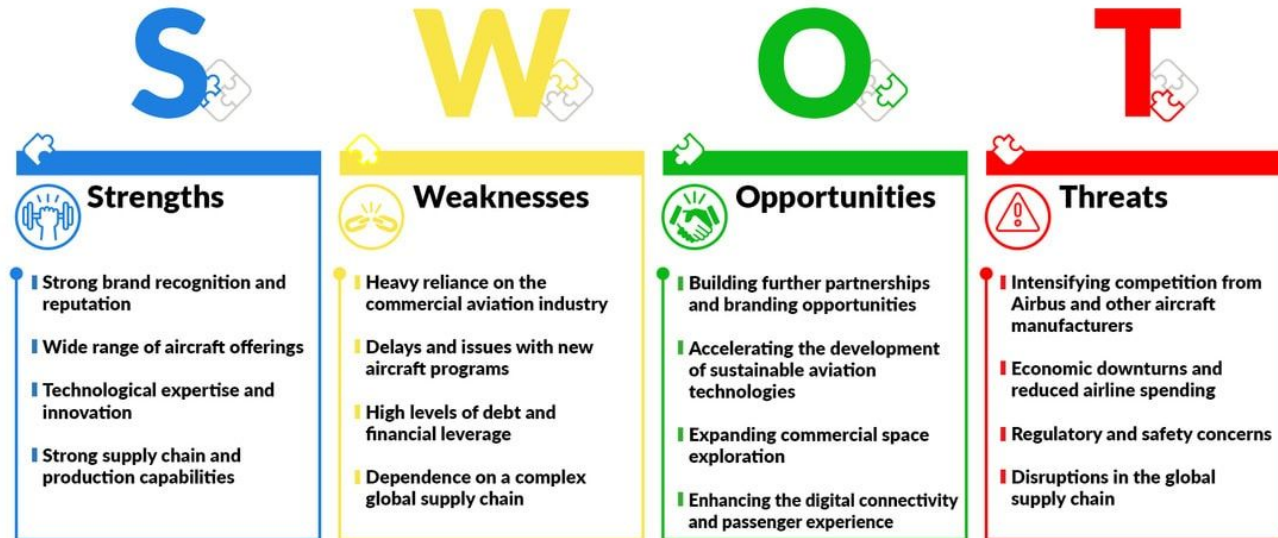 S
W
O
T
Strengths
Strong brand recognition and
reputation
Wide range of aircraft offerings
Technological expertise and
innovation
Strong supply chain and
production capabilities
Weaknesses
Heavy reliance on the
commercial aviation industry
Delays and issues with new
aircraft programs
High levels of debt and
financial leverage
Dependence on a complex
global supply chain
Opportunities
Building further partnerships
and branding opportunities
Accelerating the development
of sustainable aviation
technologies
Expanding commercial space
exploration
Enhancing the digital connectivity
and passenger experience
Threats
Intensifying competition from
Airbus and other aircraft
manufacturers
Economic downturns and
reduced airline spending
Regulatory and safety concerns
Disruptions in the global
supply chain